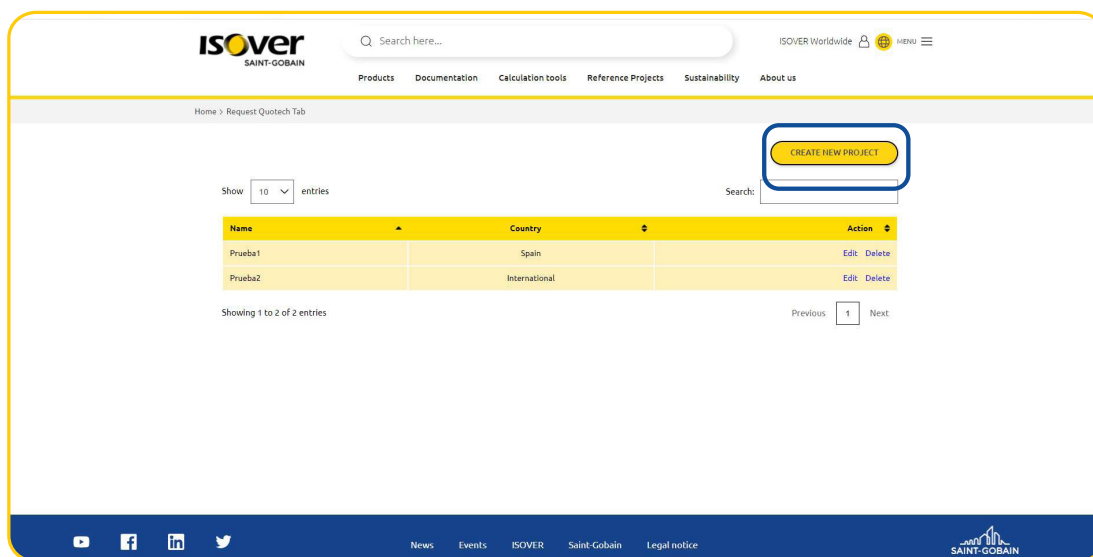 ISOVER
SAINT-GOBAIN
Search here...
ISOVER Worldwide
MENU
Products Documentation Calculation tools Reference Projects Sustainability About us
Home > Request Quotech Tab
CREATE NEW PROJECT
Show 10 entries
Search:
Name Country Action
Prueba1 Spain Edit Delete
Prueba2 International Edit Delete
Showing 1 to 2 of 2 entries
Previous 1 Next
News Events ISOVER Saint-Gobain Legal notice
SAINT-GOBAIN